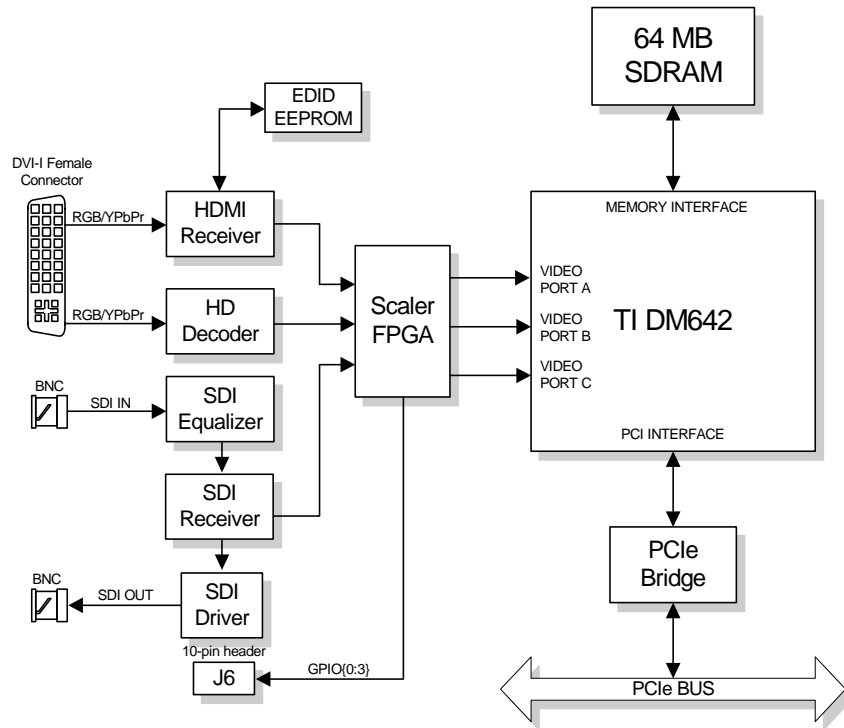 64 MB
SDRAM
EDID
EEPROM
DVI-I Female
Connector
RGB/YPbPr
HDMI
Receiver
MEMORY INTERFACE
VIDEO
PORT A
Scaler
FPGA
TI DM642
RGB/YPbPr
HD
Decoder
VIDEO
PORT B
VIDEO
PORT C
BNC
SDI IN
SDI
Equalizer
PCI INTERFACE
SDI
Receiver
PCIe
Bridge
BNC
SDI OUT
SDI
Driver
10-pin header
J6
GPIO{0:3}
PCIe BUS